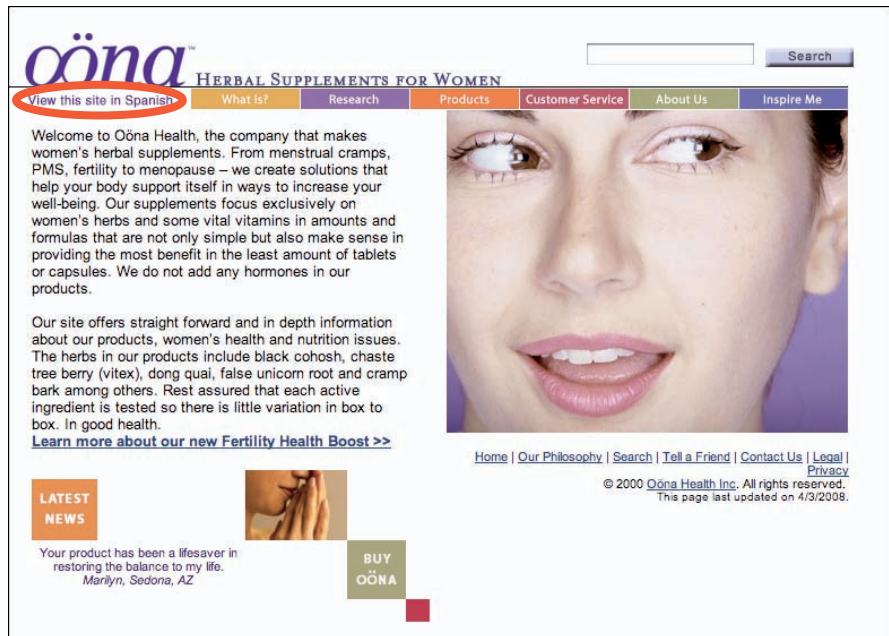 oöna™
HERBAL SUPPLEMENTS FOR WOMEN
Search
View this site in Spanish
What is?
Research
Products
Customer Service
About Us
Inspire Me
Welcome to Oöna Health, the company that makes
women's herbal supplements. From menstrual cramps,
PMS, fertility to menopause – we create solutions that
help your body support itself in ways to increase your
well-being. Our supplements focus exclusively on
women's herbs and some vital vitamins in amounts and
formulas that are not only simple but also make sense in
providing the most benefit in the least amount of tablets
or capsules. We do not add any hormones in our
products.
Our site offers straight forward and in depth information
about our products, women's health and nutrition issues.
The herbs in our products include black cohosh, chaste
tree berry (vitex), dong quai, false unicorn root and cramp
bark among others. Rest assured that each active
ingredient is tested so there is little variation in box to
box. In good health.
Learn more about our new Fertility Health Boost >>
Home | Our Philosophy | Search | Tell a Friend | Contact Us | Legal |
Privacy
© 2000 Oöna Health Inc. All rights reserved.
This page last updated on 4/3/2008.
LATEST
NEWS
Your product has been a lifesaver in
restoring the balance to my life.
Marilyn, Sedona, AZ
BUY
OÖNA